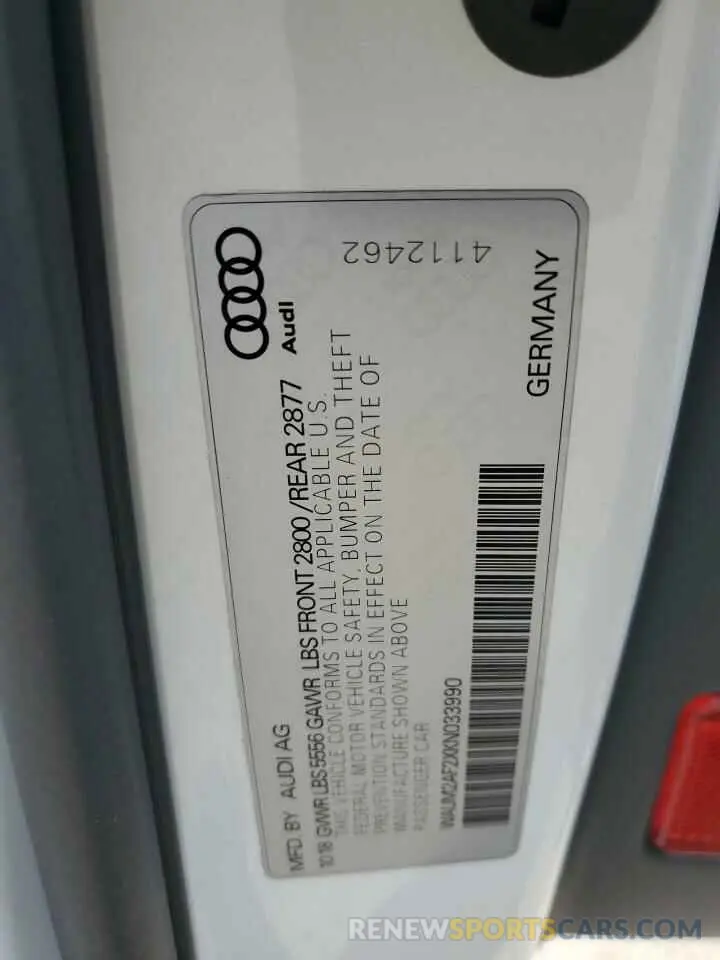 Audi
4112462
MFD. BY AUDI AG
10 18 GVWR LBS 5556 GAWR LBS FRONT 2800 / REAR 2877
THIS VEHICLE CONFORMS TO ALL APPLICABLE U.S.
FEDERAL MOTOR VEHICLE SAFETY, BUMPER AND THEFT
PREVENTION STANDARDS IN EFFECT ON THE DATE OF
MANUFACTURE SHOWN ABOVE
PASSENGER CAR
WAUM2AF2XKN033990
GERMANY
RENEWSPORTSCARS.COM